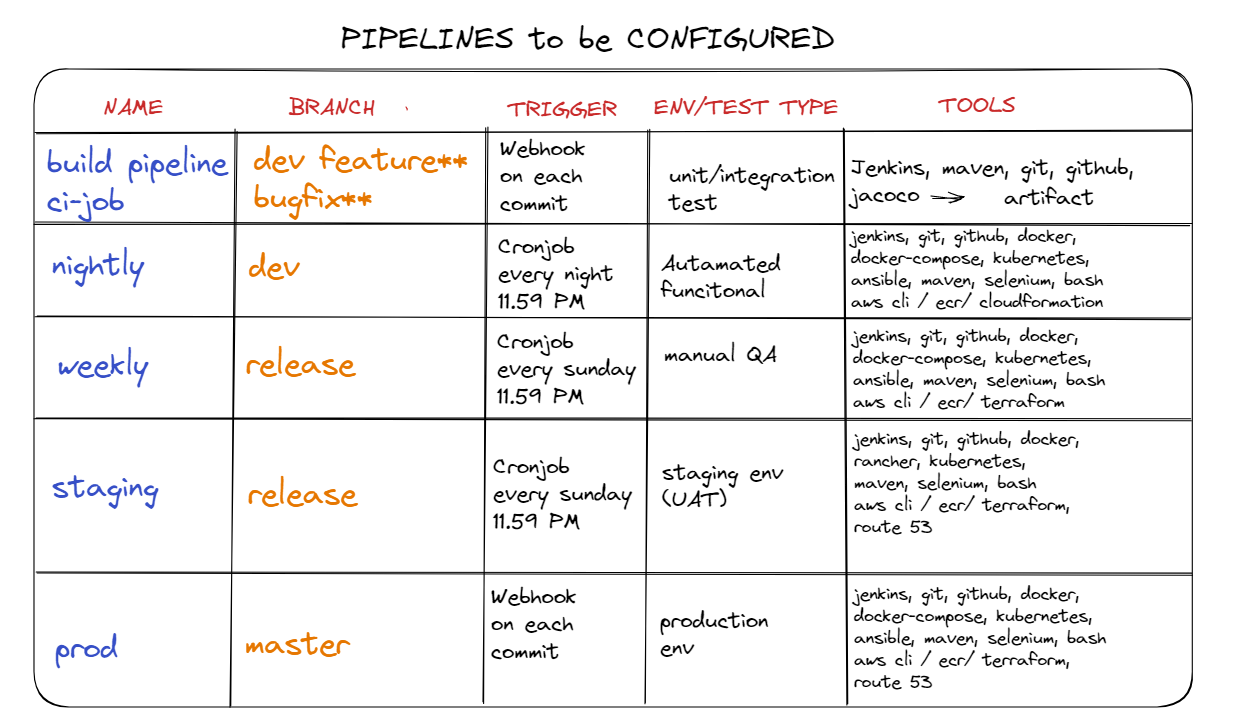 PIPELINES to be CONFIGURED
NAME
BRANCH
TRIGGER
ENV/TEST TYPE
TOOLS
build pipeline
ci-job
dev feature**
bugfix**
Webhook
on each
commit
unit/integration
test
Jenkins, maven, git, github,
jacoco → artifact
nightly
dev
Cronjob
every night
11.59 PM
Autamated
funcitonal
jenkins, git, github, docker,
docker-compose, kubernetes,
ansible, maven, selenium, bash
aws cli / ecr/ cloudformation
weekly
release
Cronjob
every sunday
11.59 PM
manual QA
jenkins, git, github, docker,
docker-compose, kubernetes,
ansible, maven, selenium, bash
aws cli / ecr/ terraform
staging
release
Cronjob
every sunday
11.59 PM
staging env
(UAT)
jenkins, git, github, docker,
rancher, kubernetes,
maven, selenium, bash
aws cli / ecr/ terraform,
route 53
prod
master
Webhook
on each
commit
production
env
jenkins, git, github, docker,
docker-compose, kubernetes,
ansible, maven, selenium, bash
aws cli / ecr/ terraform,
route 53